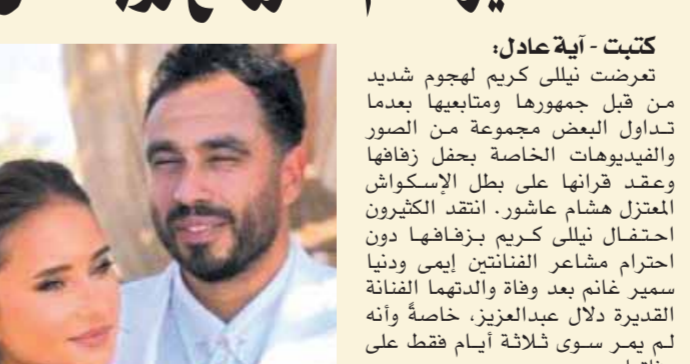 كتبت - آية عادل:
تعرضت نيللى كريم لهجوم شديد
من قبل جمهورها ومتابعيها بعدما
تداول البعض مجموعة من الصور
والفيديوهات الخاصة بحفل زفافها
وعقد قرانها على بطل الإسكواش
المعتزل هشام عاشور. انتقد الكثيرون
احتفال نيللى كريم بزفافها دون
احترام مشاعر الفنانتين إيمى ودنيا
سمير غانم بعد وفاة والدتهما الفنانة
القديرة دلال عبدالعزيز، خاصةً وأنه
لم يمر سوى ثلاثة أيام فقط على